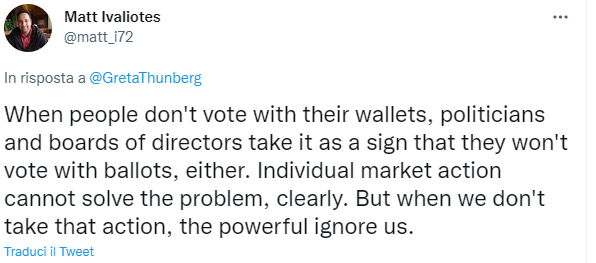 Matt Ivaliotes
@matt_i72
In risposta a @GretaThunberg
When people don't vote with their wallets, politicians
and boards of directors take it as a sign that they won't
vote with ballots, either. Individual market action
cannot solve the problem, clearly. But when we don't
take that action, the powerful ignore us.
Traduci il Tweet